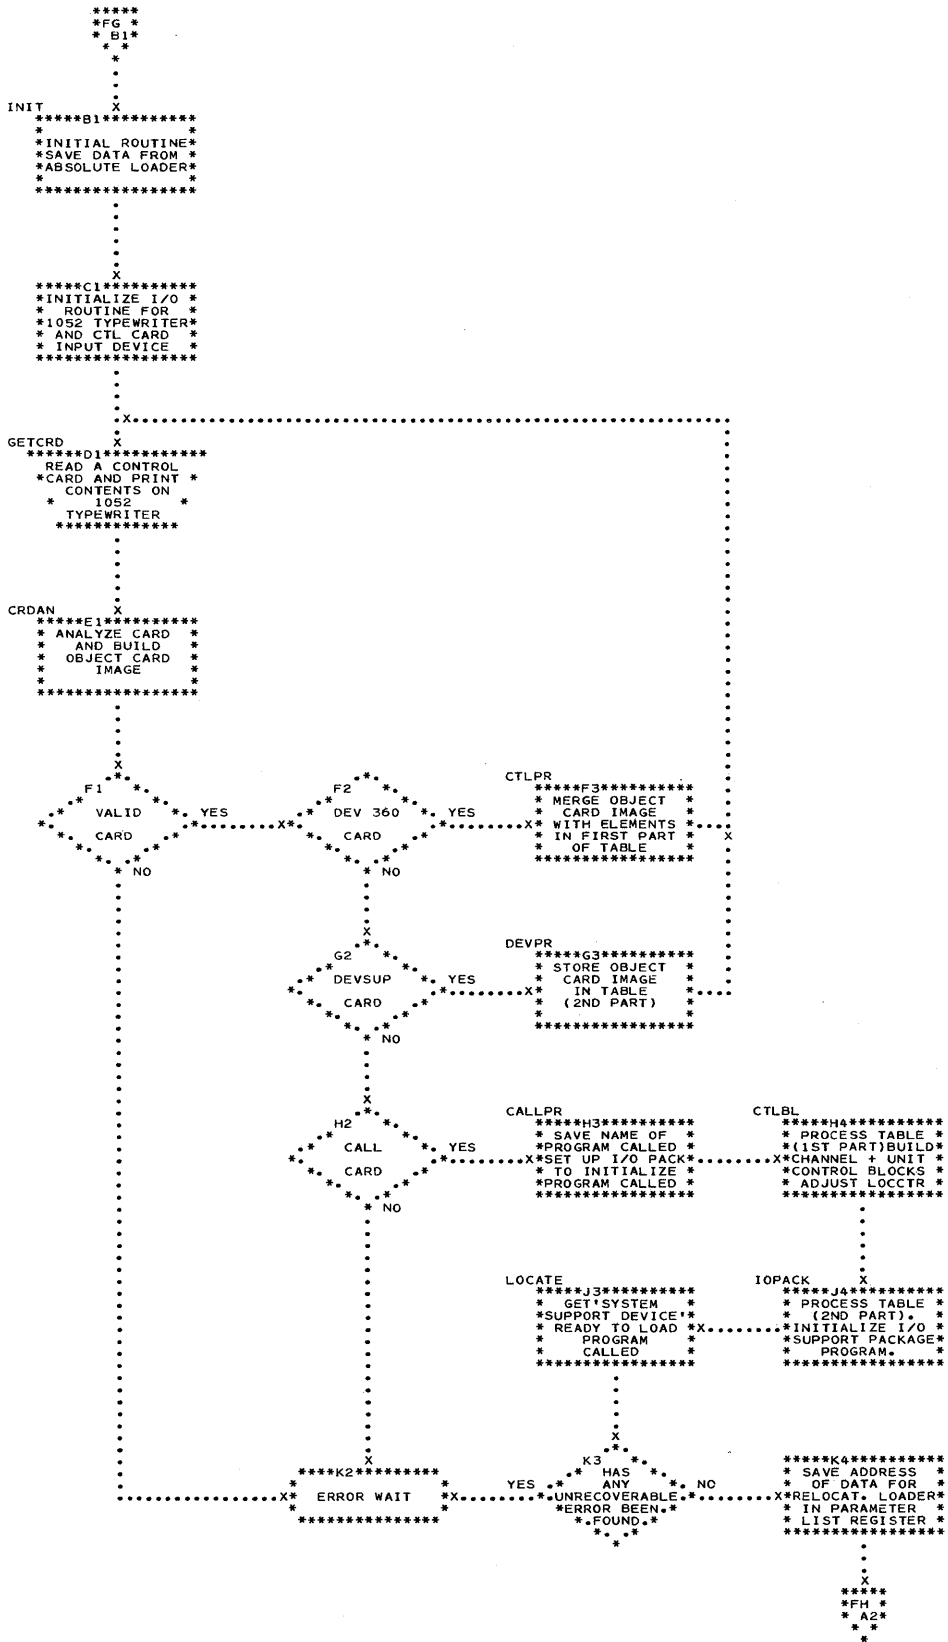 FG
B1
INIT
B1
INITIAL ROUTINE
SAVE DATA FROM
ABSOLUTE LOADER
C1
INITIALIZE I/O
ROUTINE FOR
1052 TYPEWRITER
AND CTL CARD
INPUT DEVICE
GETCRD
D1
READ A CONTROL
CARD AND PRINT
CONTENTS ON
1052
TYPEWRITER
CRDAN
E1
ANALYZE CARD
AND BUILD
OBJECT CARD
IMAGE
F1
VALID
CARD
YES
NO
F2
DEV 360
CARD
YES
NO
CTLPR
F3
MERGE OBJECT
CARD IMAGE
WITH ELEMENTS
IN FIRST PART
OF TABLE
G2
DEVSUP
CARD
YES
NO
DEVPR
G3
STORE OBJECT
CARD IMAGE
IN TABLE
(2ND PART)
H2
CALL
CARD
YES
NO
CALLPR
H3
SAVE NAME OF
PROGRAM CALLED
SET UP I/O PACK
TO INITIALIZE
PROGRAM CALLED
CTLBL
H4
PROCESS TABLE
(1ST PART)BUILD
CHANNEL + UNIT
CONTROL BLOCKS
ADJUST LOCCTR
LOCATE
J3
GET'SYSTEM
SUPPORT DEVICE'
READY TO LOAD
PROGRAM
CALLED
IOPACK
J4
PROCESS TABLE
(2ND PART).
INITIALIZE I/O
SUPPORT PACKAGE
PROGRAM.
K2
ERROR WAIT
K3
HAS
ANY
UNRECOVERABLE
ERROR BEEN
FOUND
YES
NO
K4
SAVE ADDRESS
OF DATA FOR
RELOCAT. LOADER
IN PARAMETER
LIST REGISTER
FH
A2